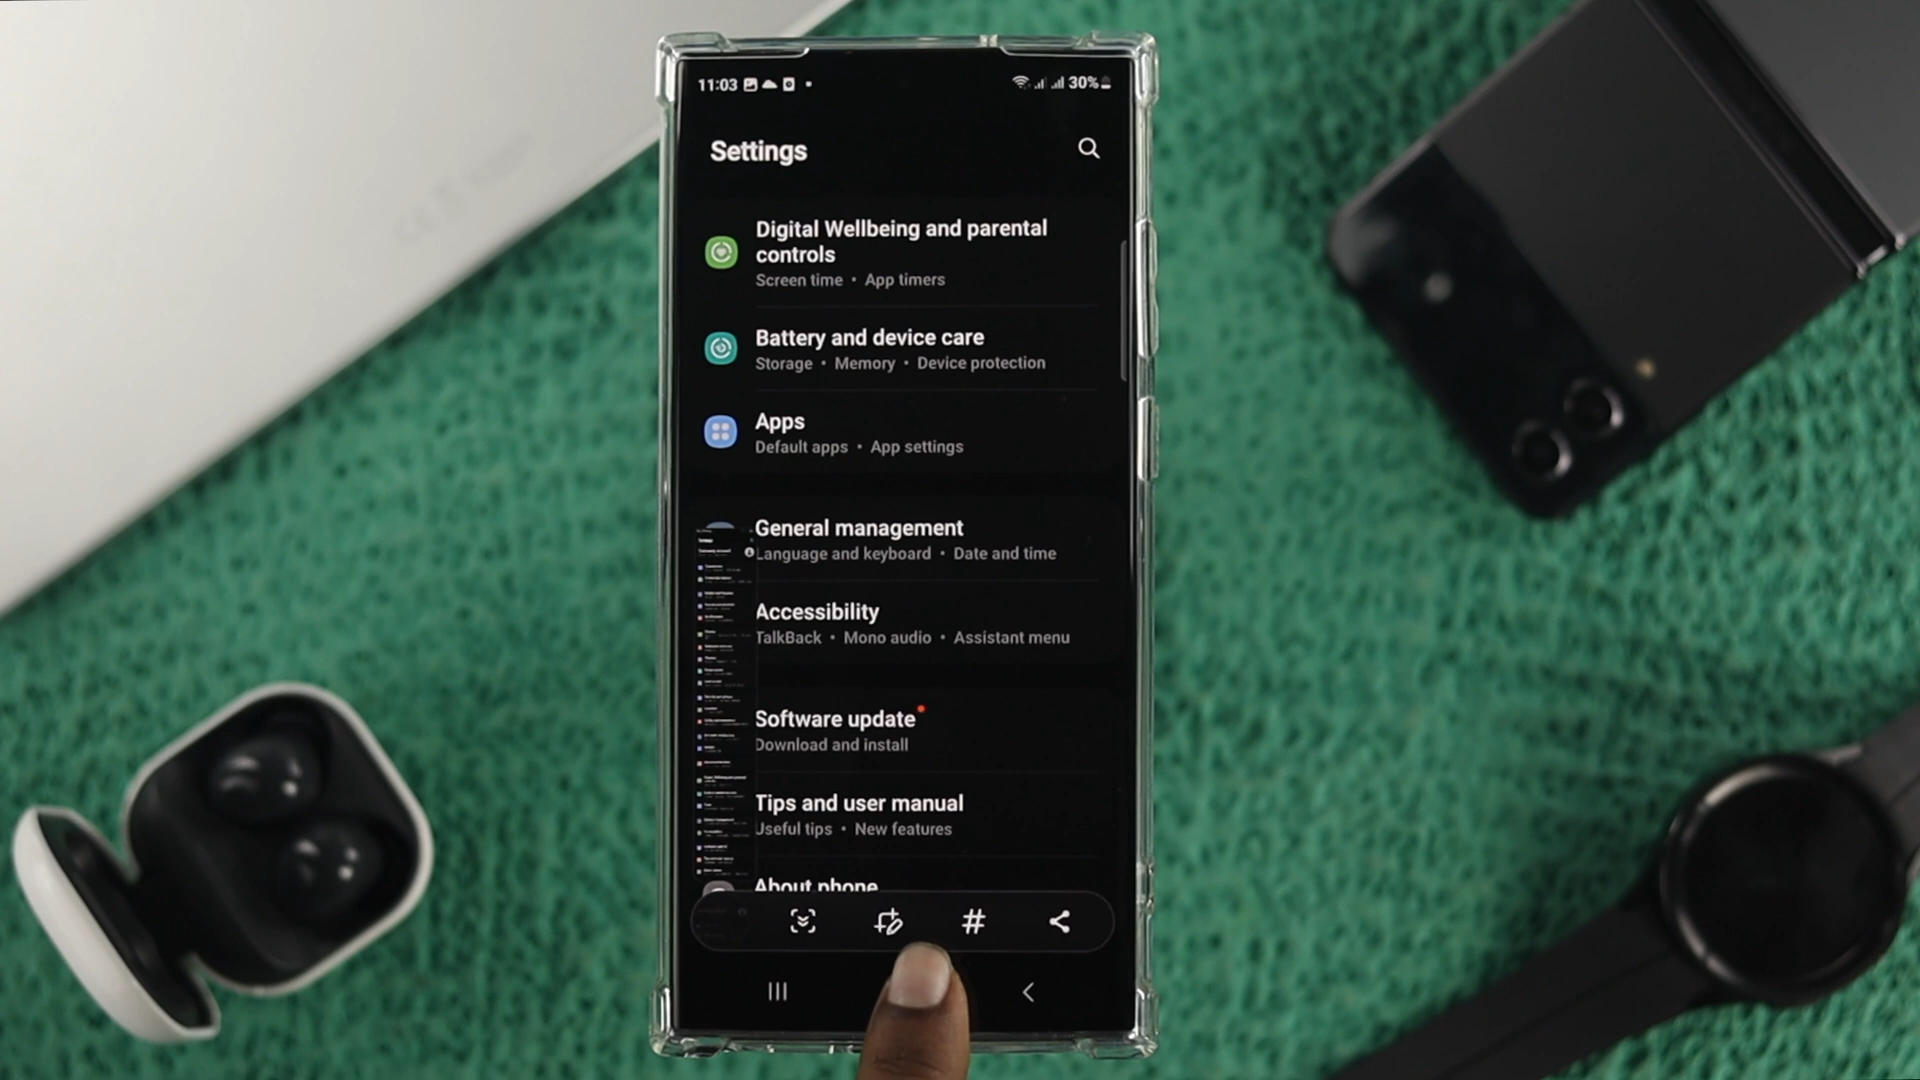 11:03
30%
Settings
Digital Wellbeing and parental
controls
Screen time • App timers
Battery and device care
Storage • Memory • Device protection
Apps
Default apps • App settings
General management
Language and keyboard • Date and time
Accessibility
TalkBack • Mono audio • Assistant menu
Software update
Download and install
Tips and user manual
Useful tips • New features
About phone